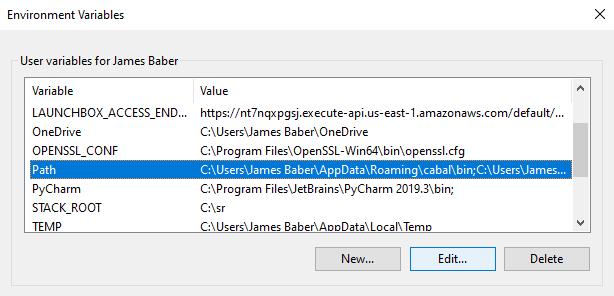 Environment Variables
User variables for James Baber
Variable Value
LAUNCHBOX_ACCESS_END... https://nt7nqxpgsj.execute-api.us-east-1.amazonaws.com/default/...
OneDrive C:\Users\James Baber\OneDrive
OPENSSL_CONF C:\Program Files\OpenSSL-Win64\bin\openssl.cfg
Path C:\Users\James Baber\AppData\Roaming\cabal\bin;C:\Users\James...
PyCharm C:\Program Files\JetBrains\PyCharm 2019.3\bin;
STACK_ROOT C:\sr
TEMP C:\Users\James Baber\AppData\Local\Temp
New... Edit... Delete